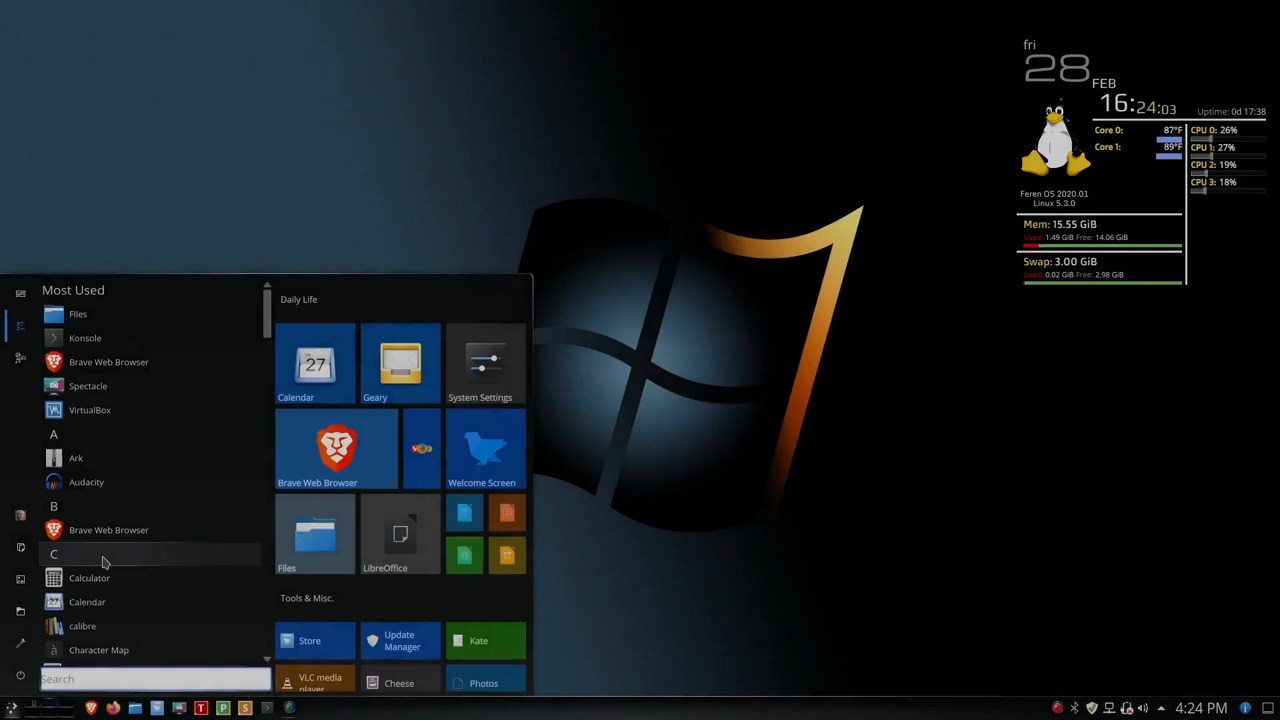 fri
28
FEB
16:24:03
Uptime: 0d 17:38
Core 0: 87°F
CPU 0: 26%
Core 1: 89°F
CPU 1: 27%
CPU 2: 19%
CPU 3: 18%
Feren OS 2020.01
Linux 5.3.0
Mem: 15.55 GiB
Used: 1.49 GiB Free: 14.06 GiB
Swap: 3.00 GiB
Used: 0.02 GiB Free: 2.98 GiB
Most Used
Files
Konsole
Brave Web Browser
Spectacle
VirtualBox
A
Ark
Audacity
B
Brave Web Browser
C
Calculator
Calendar
calibre
Character Map
Search
Daily Life
27
Calendar
Geary
System Settings
Brave Web Browser
Welcome Screen
Files
LibreOffice
Tools & Misc.
Store
Update
Manager
Kate
VLC media
player
Cheese
Photos
T
P
S
4:24 PM